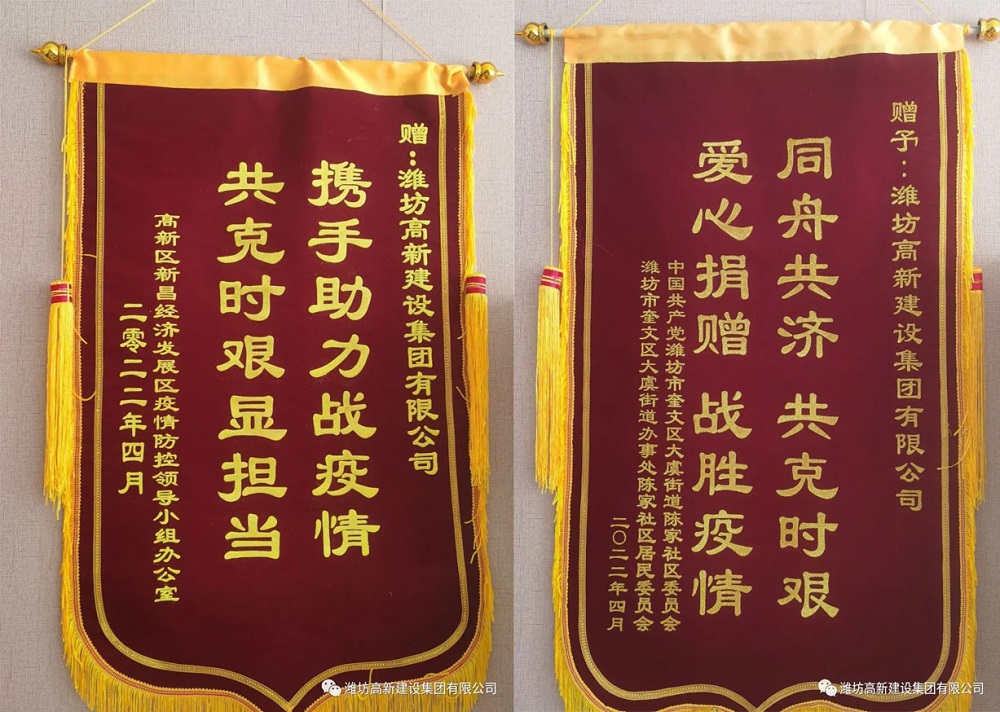 赠：潍坊高新建设集团有限公司
携手助力战疫情
共克时艰显担当
高新区新昌经济发展区疫情防控领导小组办公室
二零二二年四月
潍坊高新建设集团有限公司
赠予：潍坊高新建设集团有限公司
同舟共济 共克时艰
爱心捐赠 战胜疫情
中国共产党潍坊市奎文区大虞街道陈家社区委员会
潍坊市奎文区大虞街道办事处陈家社区居民委员会
二〇二二年四月
潍坊高新建设集团有限公司